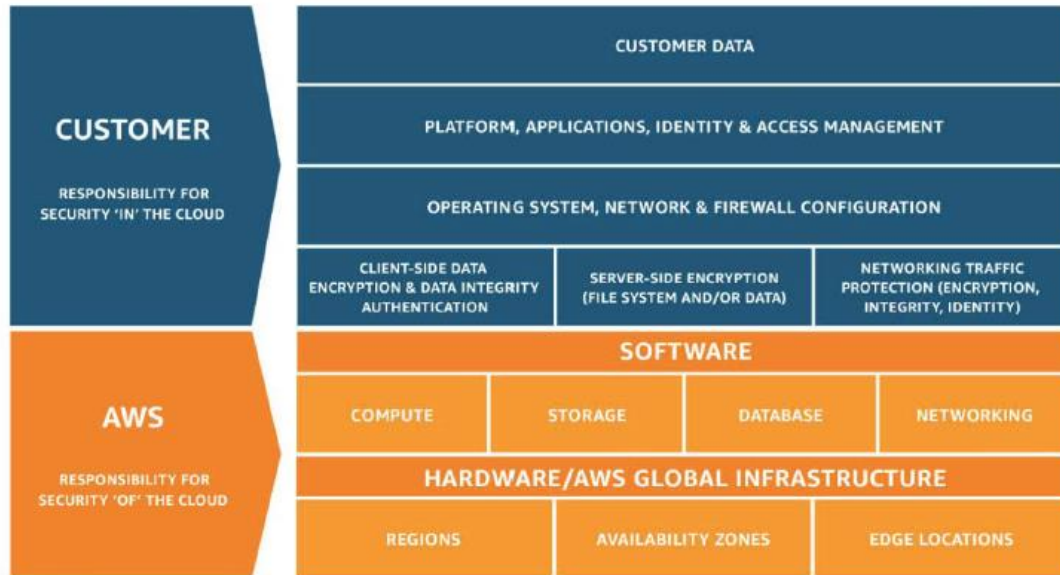 CUSTOMER
RESPONSIBILITY FOR
SECURITY ‘IN’ THE CLOUD
CUSTOMER DATA
PLATFORM, APPLICATIONS, IDENTITY & ACCESS MANAGEMENT
OPERATING SYSTEM, NETWORK & FIREWALL CONFIGURATION
CLIENT-SIDE DATA
ENCRYPTION & DATA INTEGRITY
AUTHENTICATION
SERVER-SIDE ENCRYPTION
(FILE SYSTEM AND/OR DATA)
NETWORKING TRAFFIC
PROTECTION (ENCRYPTION,
INTEGRITY, IDENTITY)
AWS
RESPONSIBILITY FOR
SECURITY ‘OF’ THE CLOUD
SOFTWARE
COMPUTE
STORAGE
DATABASE
NETWORKING
HARDWARE/AWS GLOBAL INFRASTRUCTURE
REGIONS
AVAILABILITY ZONES
EDGE LOCATIONS